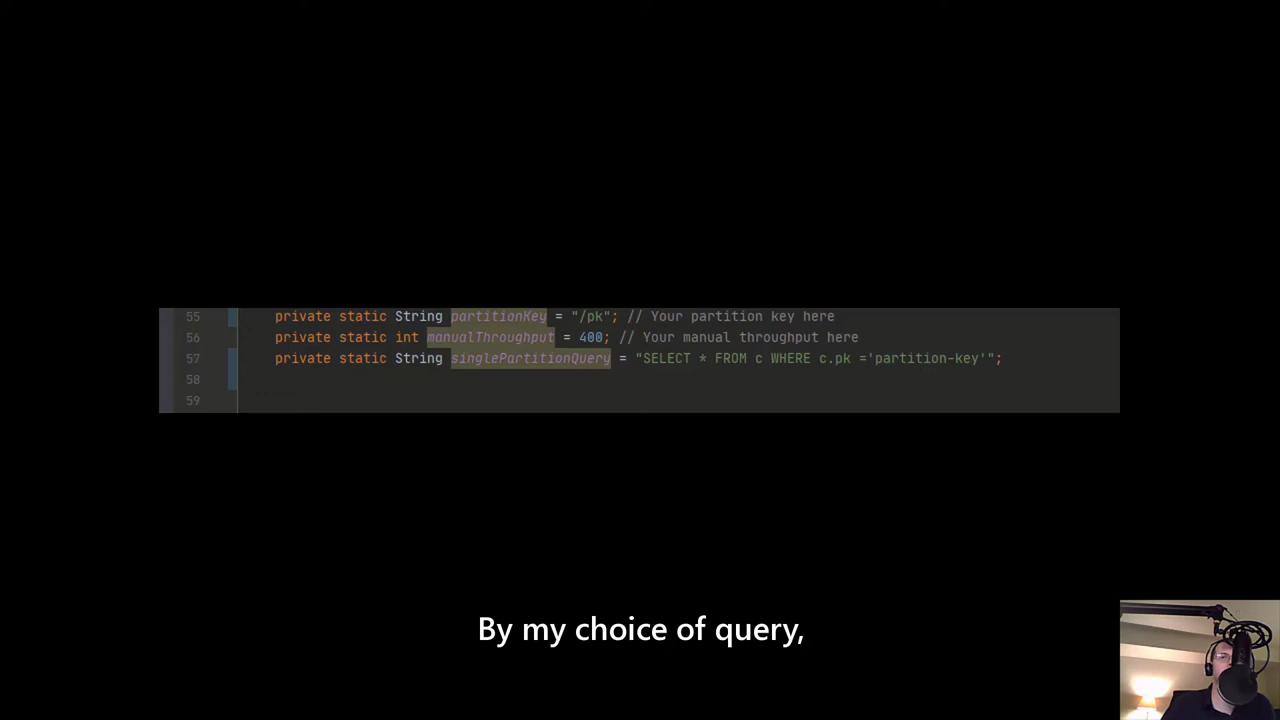 55 private static String partitionKey = "/pk"; // Your partition key here
56 private static int manualThroughput = 400; // Your manual throughput here
57 private static String singlePartitionQuery = "SELECT * FROM c WHERE c.pk ='partition-key'";
58
59
By my choice of query,